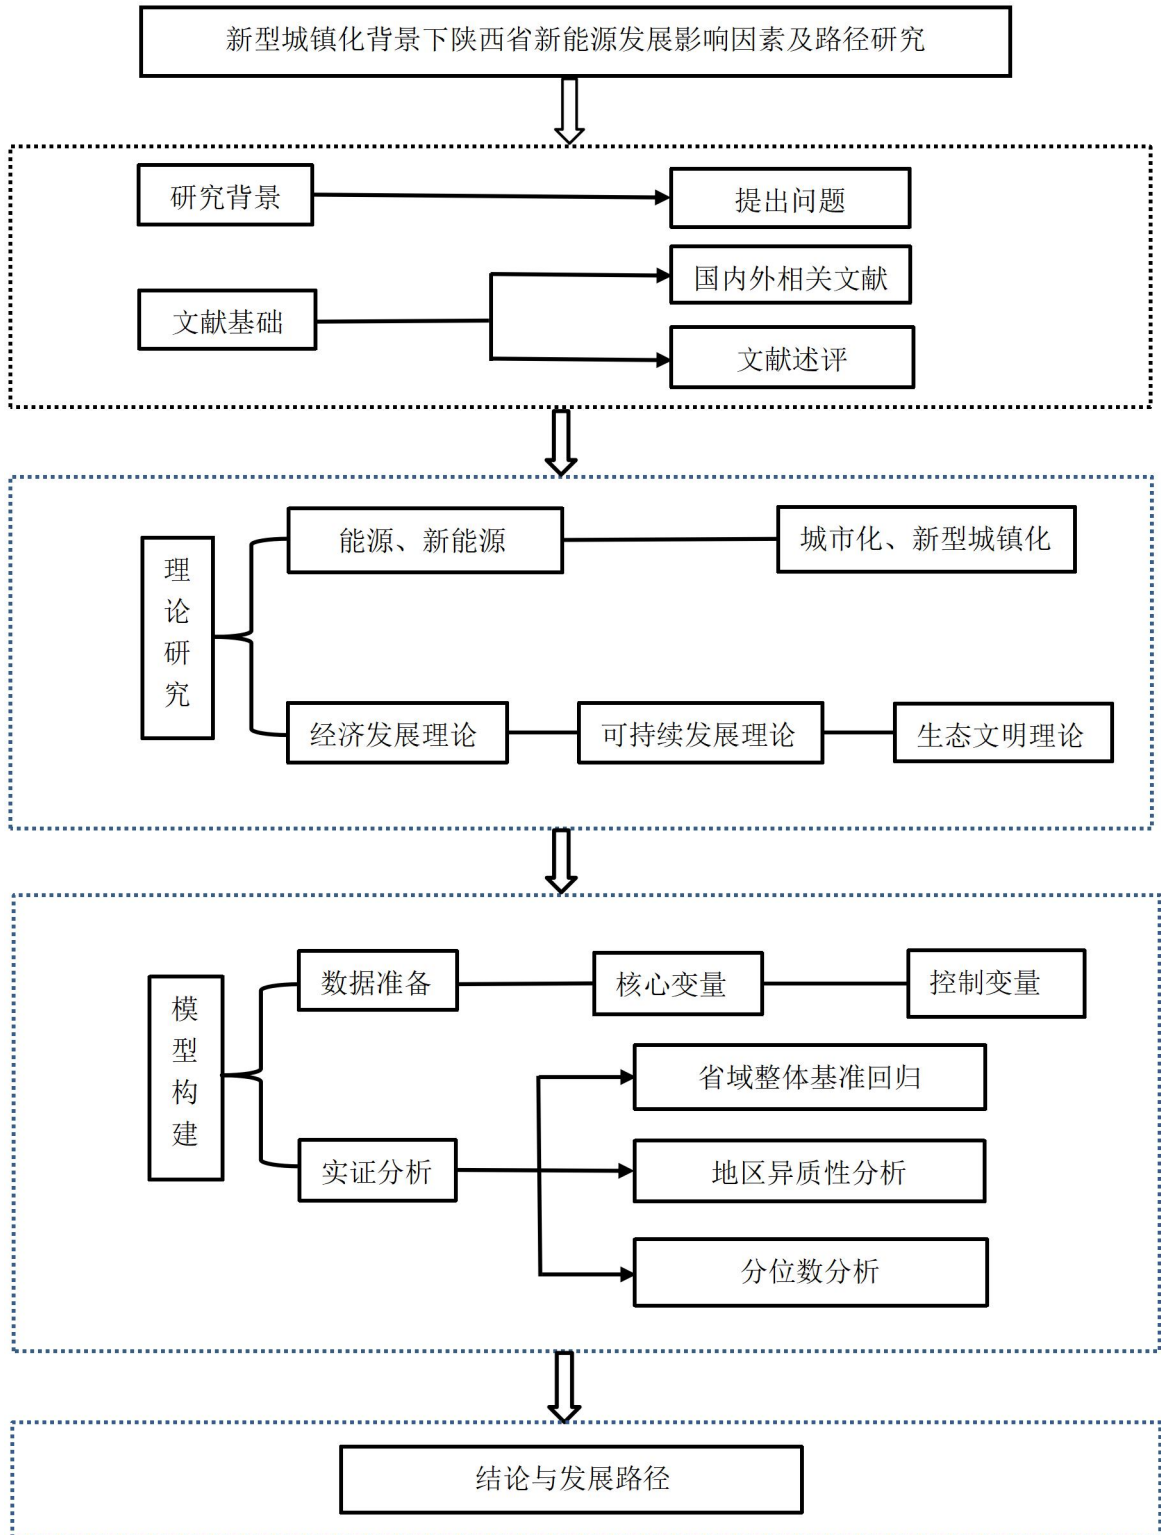 新型城镇化背景下陕西省新能源发展影响因素及路径研究
研究背景
提出问题
文献基础
国内外相关文献
文献述评
理论研究
能源、新能源
城市化、新型城镇化
经济发展理论
可持续发展理论
生态文明理论
模型构建
数据准备
核心变量
控制变量
实证分析
省域整体基准回归
地区异质性分析
分位数分析
结论与发展路径